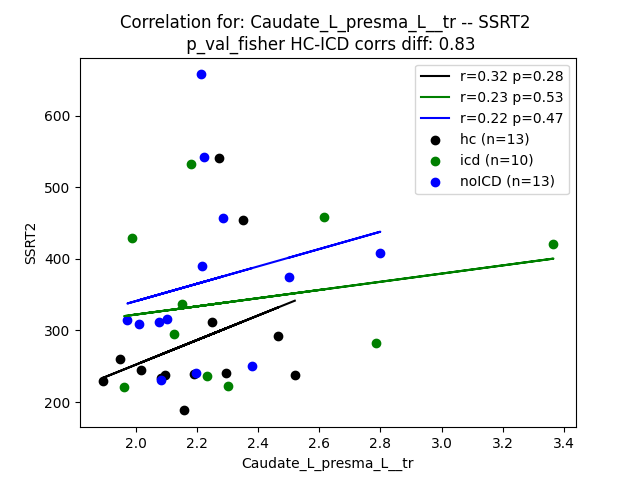 Correlation for: Caudate_L_presma_L__tr -- SSRT2
p_val_fisher HC-ICD corrs diff: 0.83
r=0.32 p=0.28
r=0.23 p=0.53
r=0.22 p=0.47
hc (n=13)
icd (n=10)
noICD (n=13)
SSRT2
600
500
400
300
200
2.0 2.2 2.4 2.6 2.8 3.0 3.2 3.4
Caudate_L_presma_L__tr